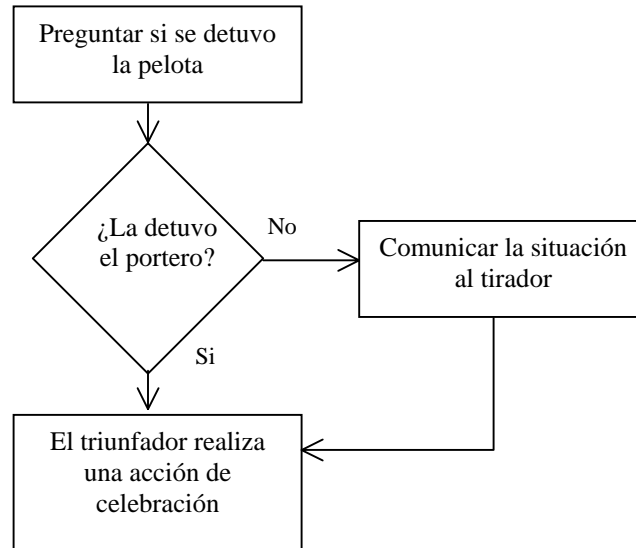 Preguntar si se detuvo
la pelota
¿La detuvo
el portero?
No
Comunicar la situación
al tirador
Si
El triunfador realiza
una acción de
celebración